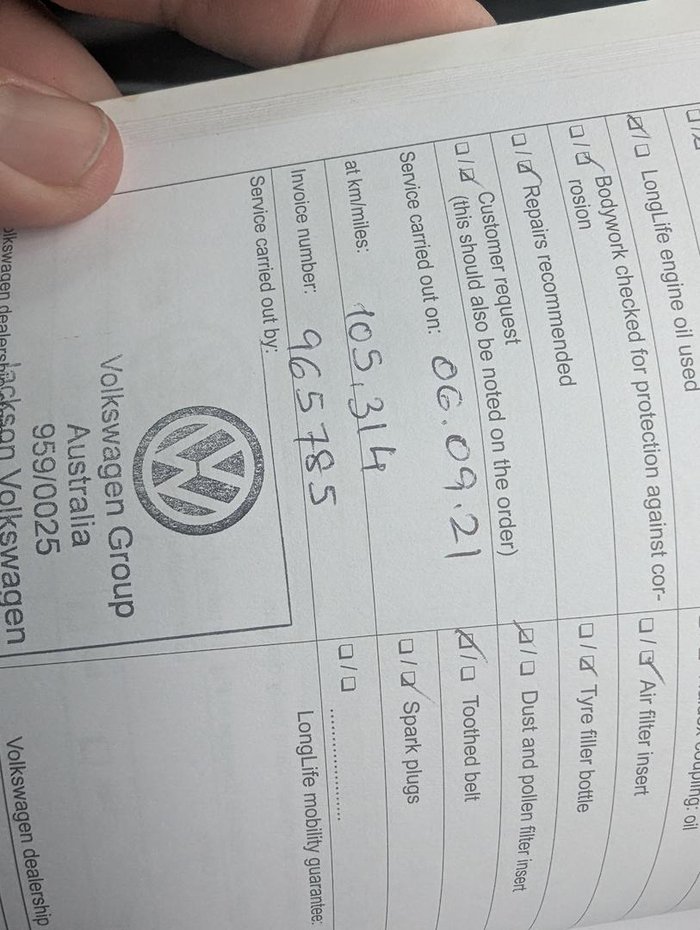 ☑/☐ LongLife engine oil used
☐/☑ Bodywork checked for protection against cor-
rosion
☐/☑ Repairs recommended
☐/☑ Customer request
(this should also be noted on the order)
Service carried out on: 06.09.21
at km/miles: 105,314
Invoice number: 965785
Service carried out by:
Volkswagen Group
Australia
959/0025
Volkswagen
coupling: oil
☐/☑ Air filter insert
☐/☑ Tyre filler bottle
☑/☐ Dust and pollen filter insert
☑/☐ Toothed belt
☐/☑ Spark plugs
☐/☐ .....................
LongLife mobility guarantee:
Volkswagen dealership